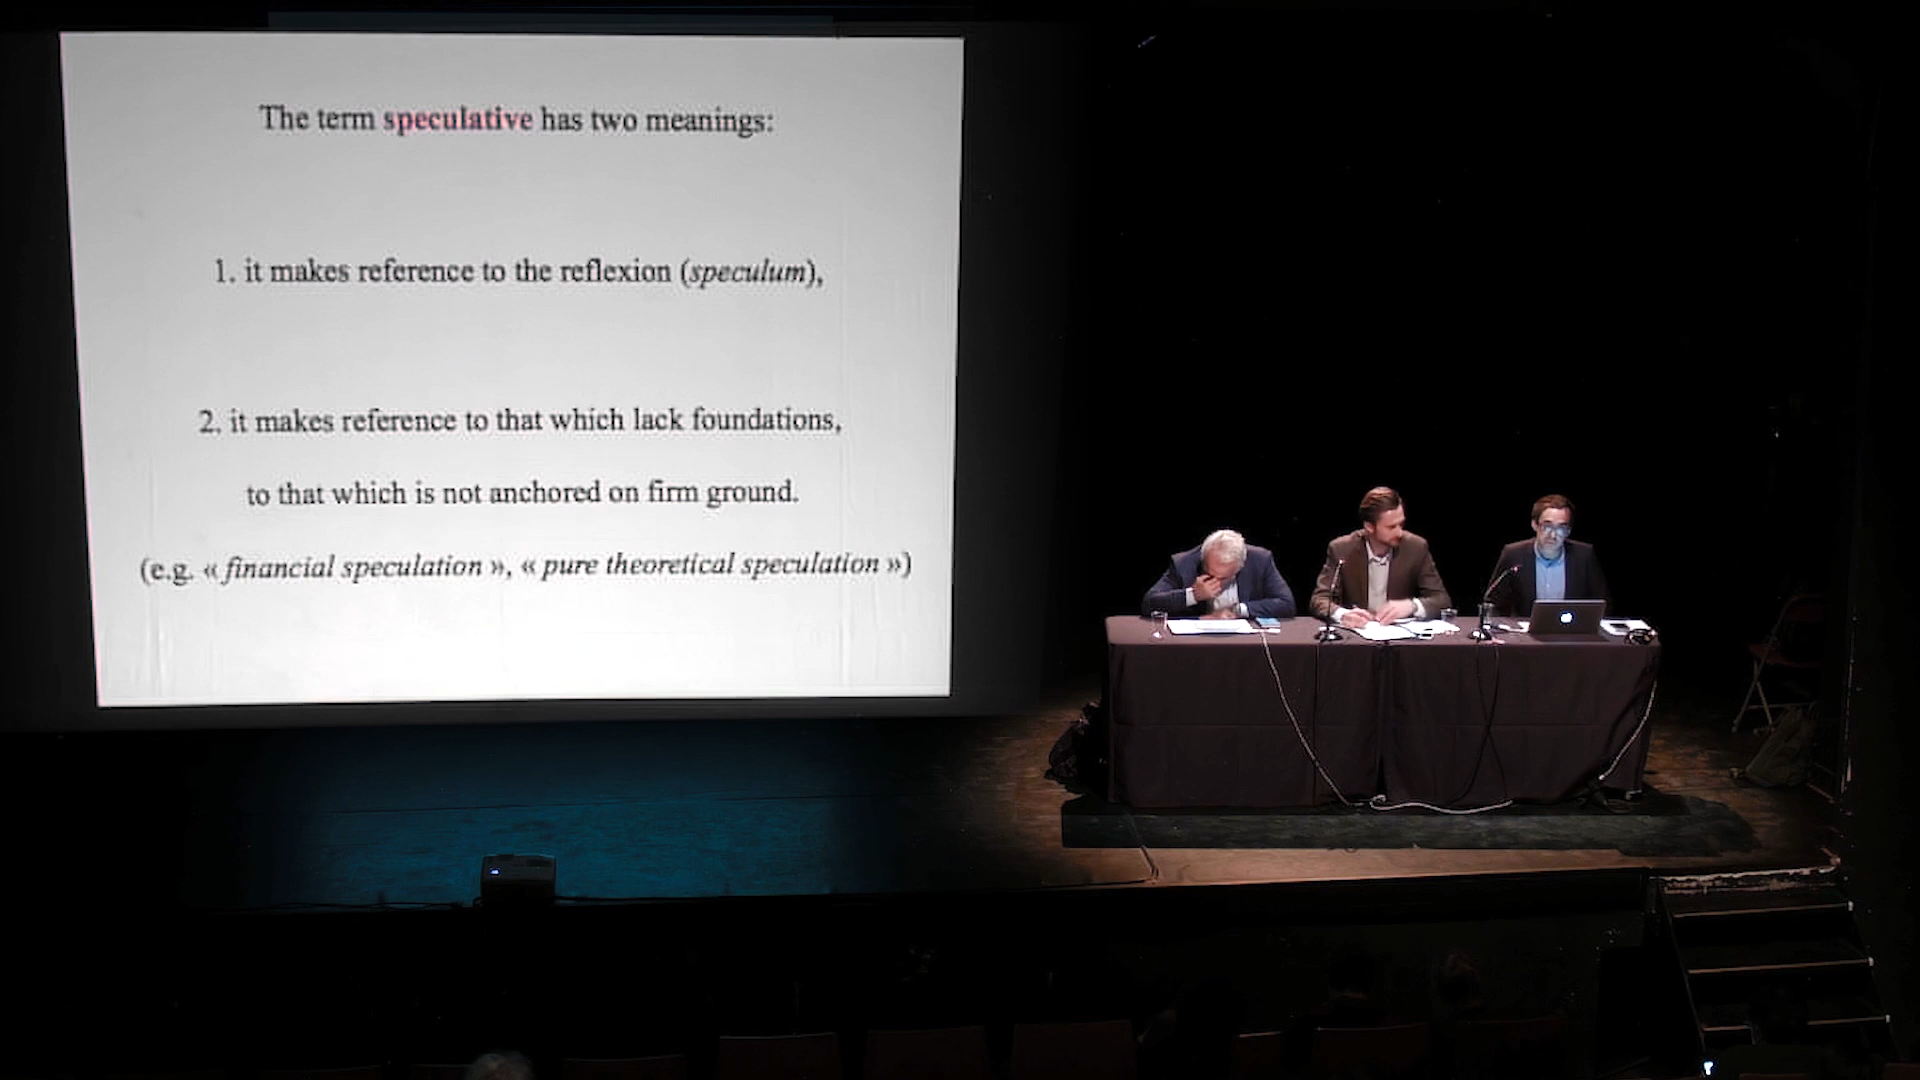 The term speculative has two meanings:
1. it makes reference to the reflexion (speculum),
2. it makes reference to that which lack foundations,
to that which is not anchored on firm ground.
(e.g. « financial speculation », « pure theoretical speculation »)